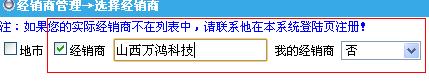 经销商管理→选择经销商
注：如果您的实际经销商不在列表中，请联系他在本系统登陆页注册！
地市 经销商 山西万鸿科技 我的经销商 否